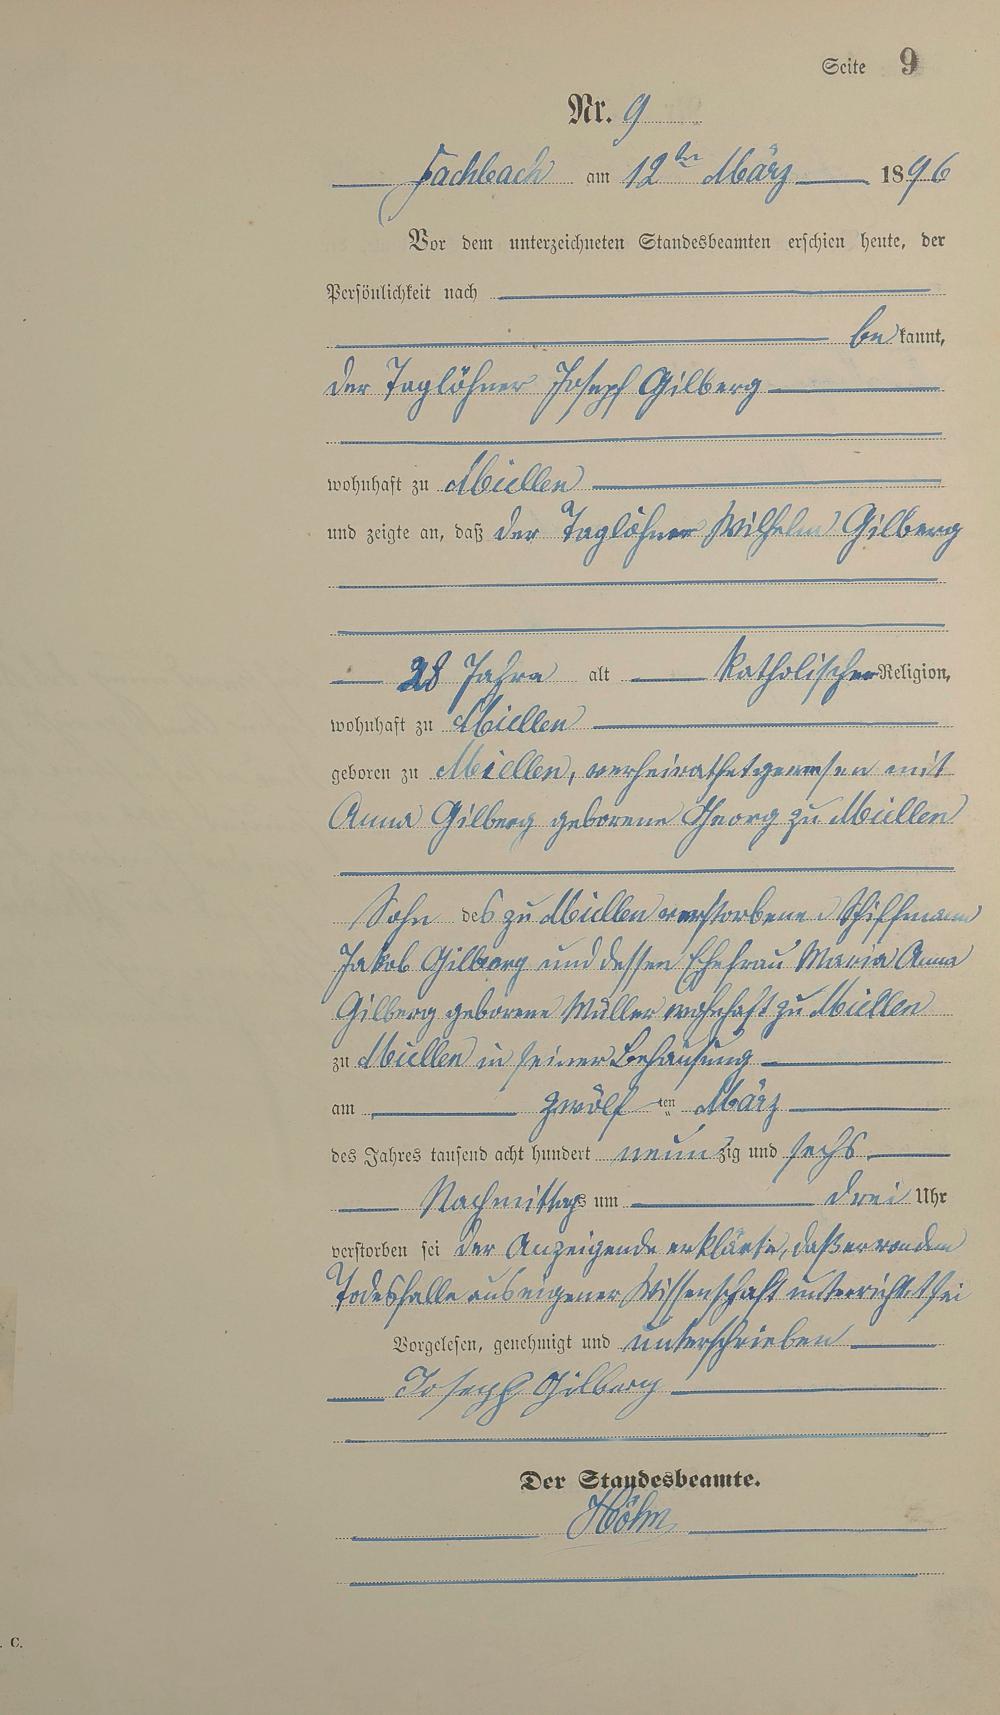 Seite 9
Nr. 9
Fachbach am 12ten März 1896
Vor dem unterzeichneten Standesbeamten erschien heute, der
Persönlichkeit nach
bekannt,
der Taglöhner Joseph Gilberg
wohnhaft zu Miellen
und zeigte an, daß der Taglöhner Wilhelm Gilberg
28 Jahre alt katholischer Religion,
wohnhaft zu Miellen
geboren zu Miellen, verheirathet gewesen mit
Anna Gilberg geborene Georg zu Miellen
Sohn des zu Miellen verstorbenen Schiffmann
Jakob Gilberg und dessen Ehefrau Maria Anna
Gilberg geborene Müller wohnhaft zu Miellen
zu Miellen in seiner Behausung
am zwölften März
des Jahres tausend acht hundert neunzig und sechs
Nachmittags um drei Uhr
verstorben sei der Anzeigende erklärte, daß er von dem
Todesfalle aus eigener Wissenschaft unterrichtet sei
Vorgelesen, genehmigt und unterschrieben
Joseph Gilberg
Der Standesbeamte.
Höhn
. C.